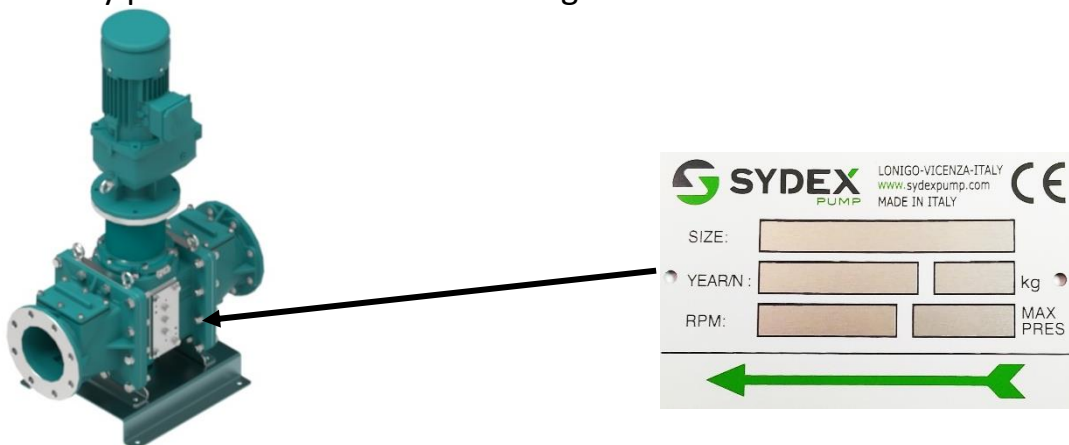 SYDEX
PUMP
LONIGO-VICENZA-ITALY
www.sydexpump.com
MADE IN ITALY
CE
SIZE:
YEAR/N :
kg
RPM:
MAX
PRES